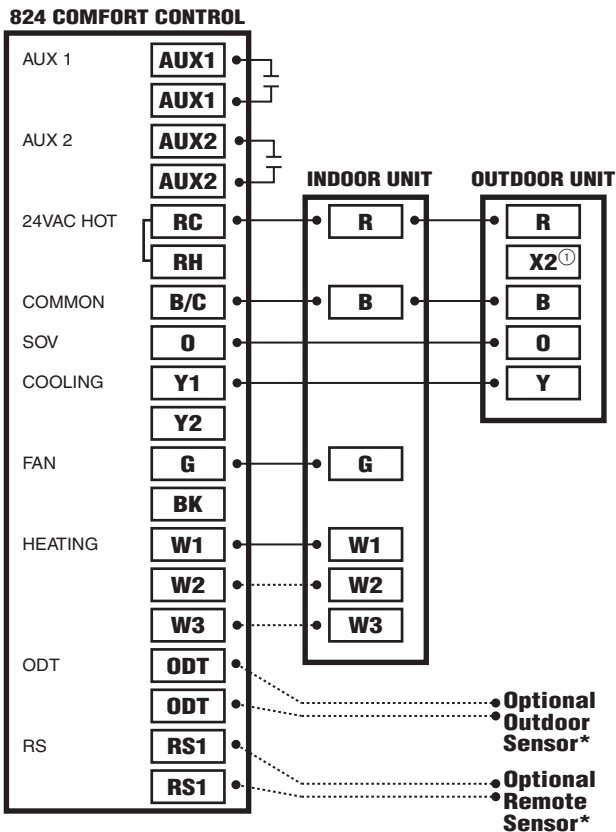 824 COMFORT CONTROL
AUX 1 AUX1
AUX1
AUX 2 AUX2
AUX2
INDOOR UNIT OUTDOOR UNIT
24VAC HOT RC R R
RH X2①
COMMON B/C B B
SOV O O
COOLING Y1 Y
Y2
FAN G G
BK
HEATING W1 W1
W2 W2
W3 W3
ODT ODT
ODT
Optional
Outdoor
Sensor*
RS RS1
RS1
Optional
Remote
Sensor*